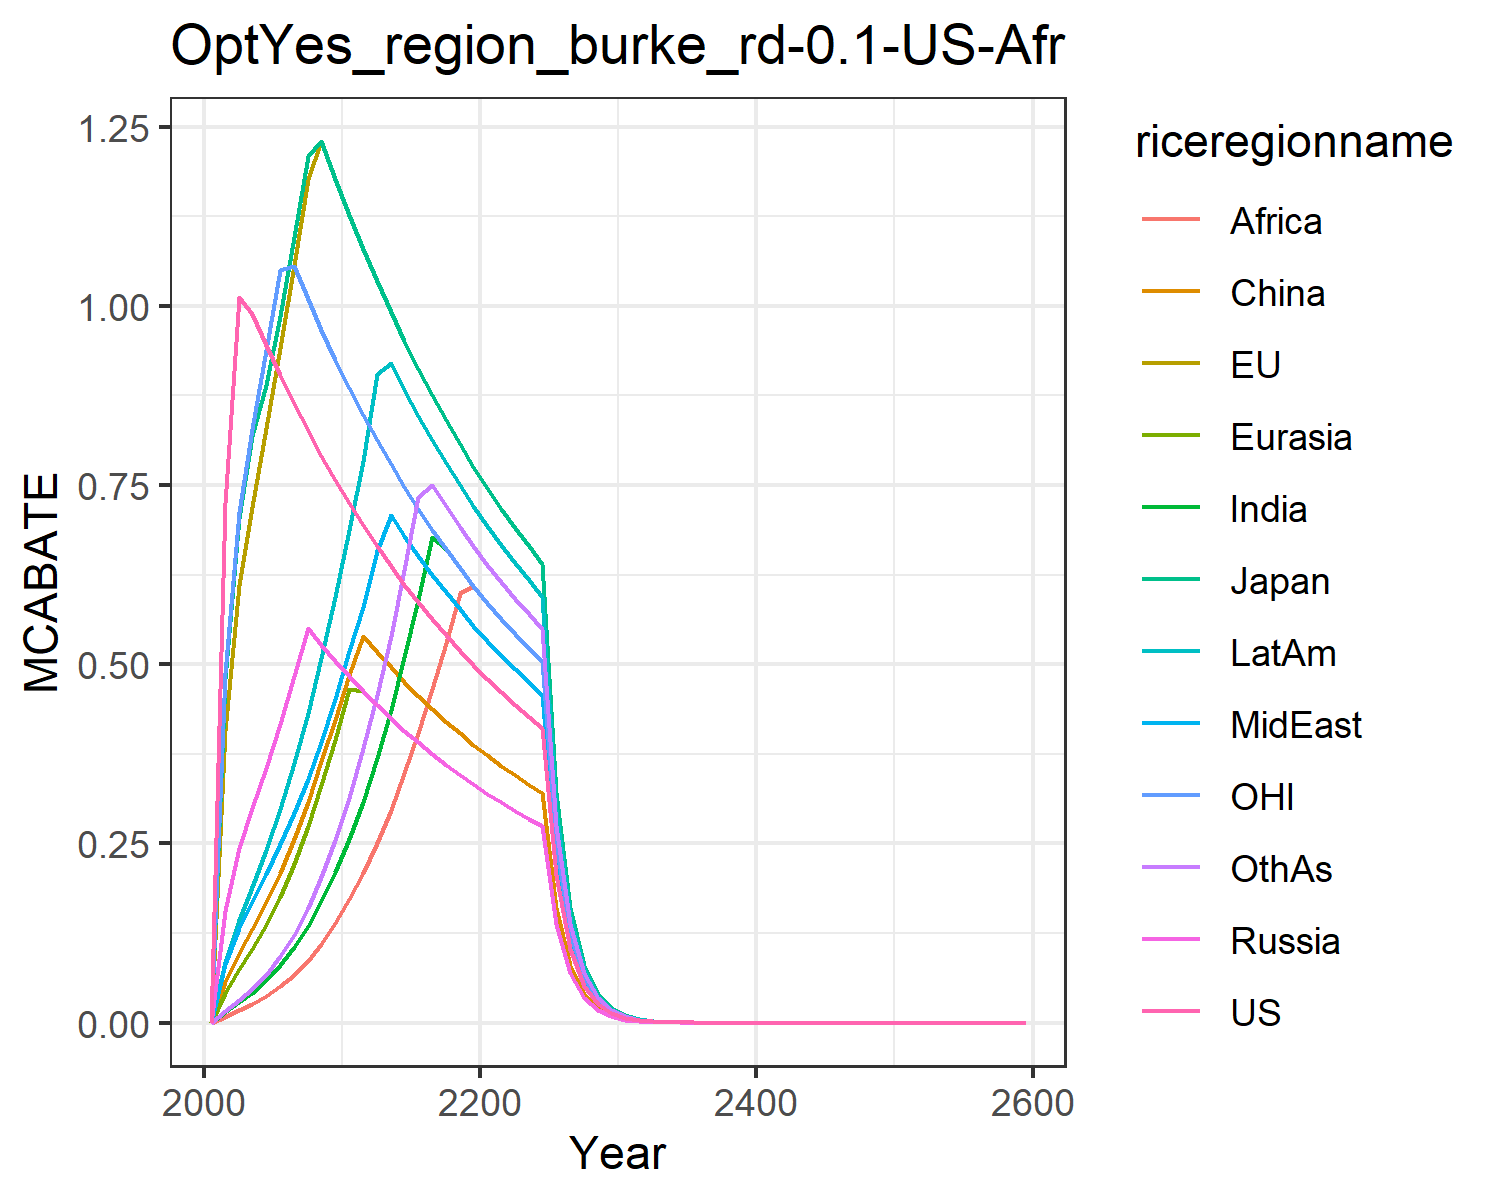 OptYes_region_burke_rd-0.1-US-Afr
1.25
1.00
0.75
0.50
0.25
0.00
MCABATE
2000
2200
2400
2600
Year
riceregionname
Africa
China
EU
Eurasia
India
Japan
LatAm
MidEast
OHI
OthAs
Russia
US